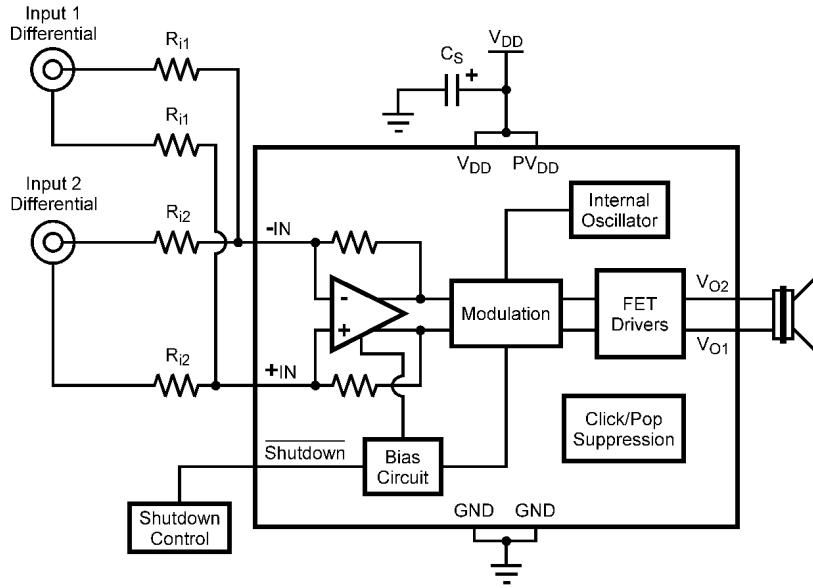 Input 1
Differential
Ri1
Ri1
CS
+
VDD
VDD
PVDD
Input 2
Differential
Ri2
-IN
Internal
Oscillator
-
+
Modulation
FET
Drivers
VO2
VO1
Ri2
+IN
Click/Pop
Suppression
Shutdown
Bias
Circuit
Shutdown
Control
GND
GND